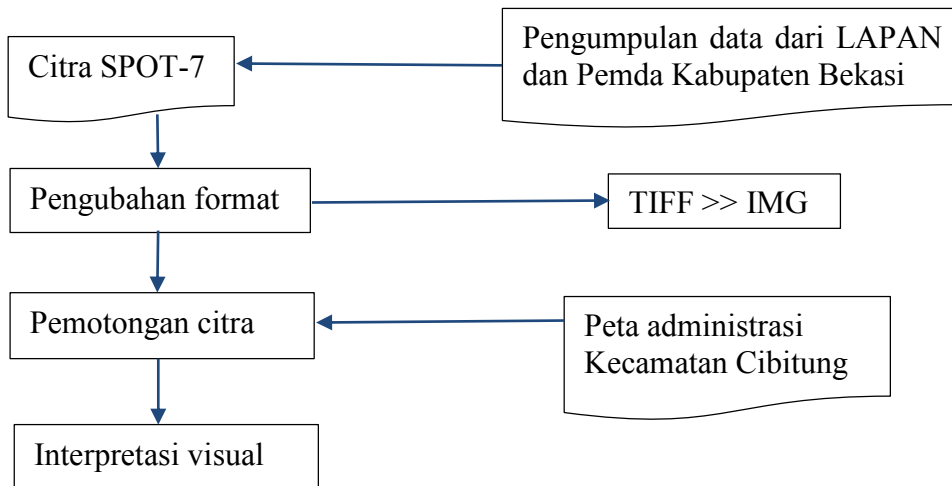 Pengumpulan data dari LAPAN
dan Pemda Kabupaten Bekasi
Citra SPOT-7
Pengubahan format
TIFF >> IMG
Pemotongan citra
Peta administrasi
Kecamatan Cibitung
Interpretasi visual